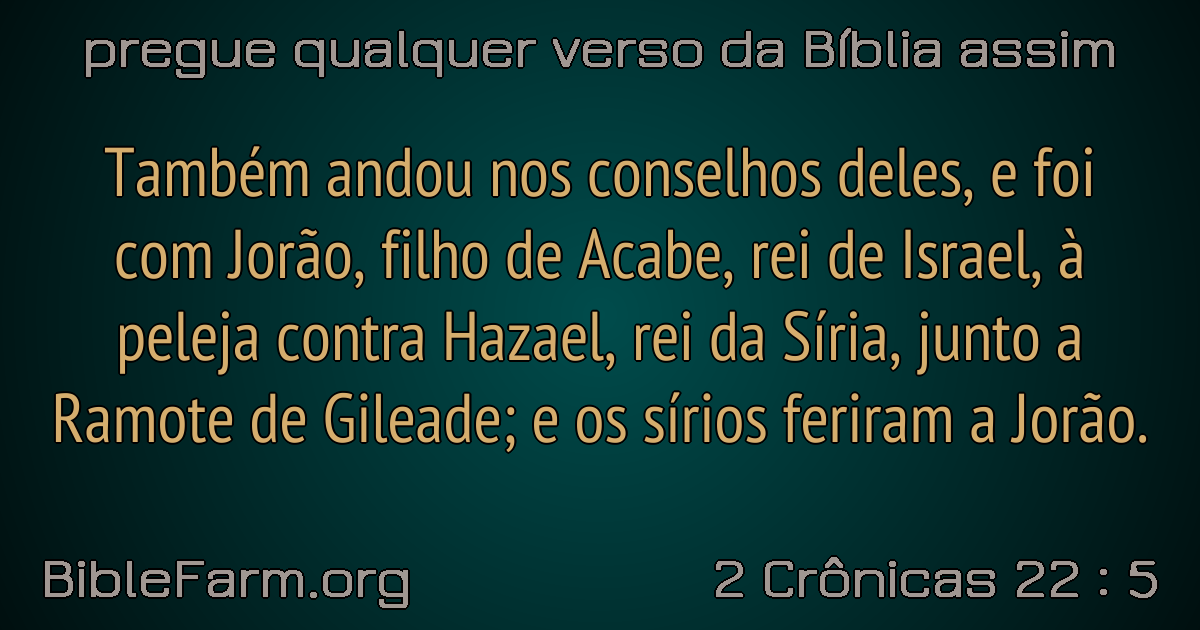 pregue qualquer verso da Bíblia assim
Também andou nos conselhos deles, e foi
com Jorão, filho de Acabe, rei de Israel, à
peleja contra Hazael, rei da Síria, junto a
Ramote de Gileade; e os sírios feriram a Jorão.
BibleFarm.org
2 Crônicas 22 : 5